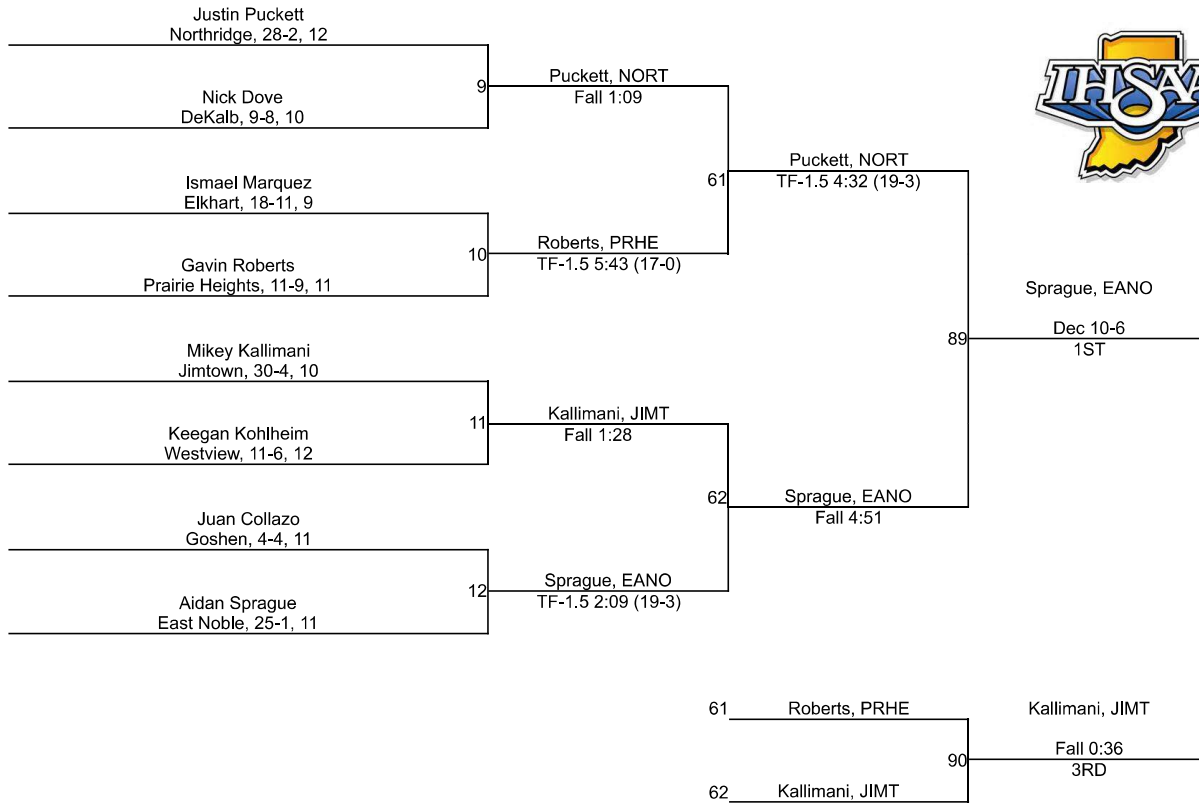 Justin Puckett
Northridge, 28-2, 12
9
Nick Dove
DeKalb, 9-8, 10
Puckett, NORT
Fall 1:09
Ismael Marquez
Elkhart, 18-11, 9
10
Gavin Roberts
Prairie Heights, 11-9, 11
Roberts, PRHE
TF-1.5 5:43 (17-0)
61
Puckett, NORT
TF-1.5 4:32 (19-3)
Mikey Kallimani
Jimtown, 30-4, 10
11
Keegan Kohlheim
Westview, 11-6, 12
Kallimani, JIMT
Fall 1:28
Juan Collazo
Goshen, 4-4, 11
12
Aidan Sprague
East Noble, 25-1, 11
Sprague, EANO
TF-1.5 2:09 (19-3)
62
Sprague, EANO
Fall 4:51
89
Sprague, EANO
Dec 10-6
1ST
IHSAA
61
Roberts, PRHE
90
62
Kallimani, JIMT
Kallimani, JIMT
Fall 0:36
3RD